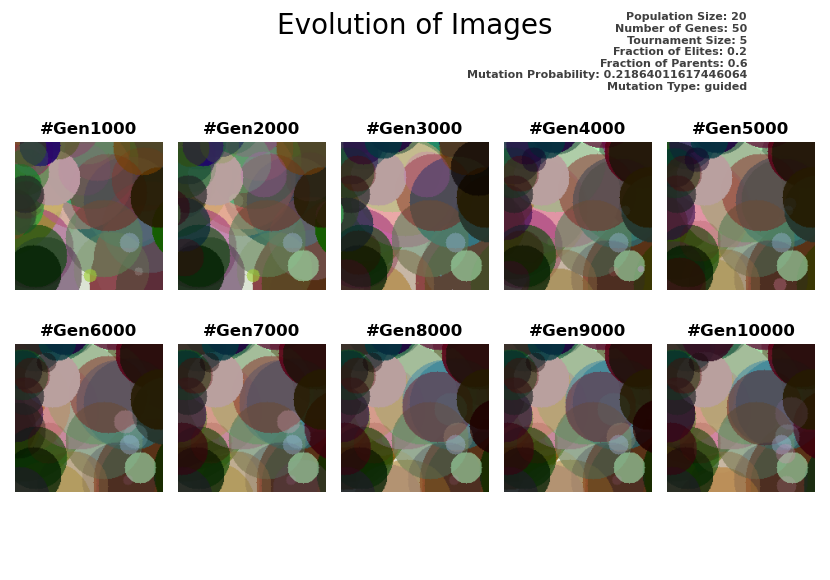 Evolution of Images
Population Size: 20
Number of Genes: 50
Tournament Size: 5
Fraction of Elites: 0.2
Fraction of Parents: 0.6
Mutation Probability: 0.21864011617446064
Mutation Type: guided
#Gen1000 #Gen2000 #Gen3000 #Gen4000 #Gen5000
#Gen6000 #Gen7000 #Gen8000 #Gen9000 #Gen10000